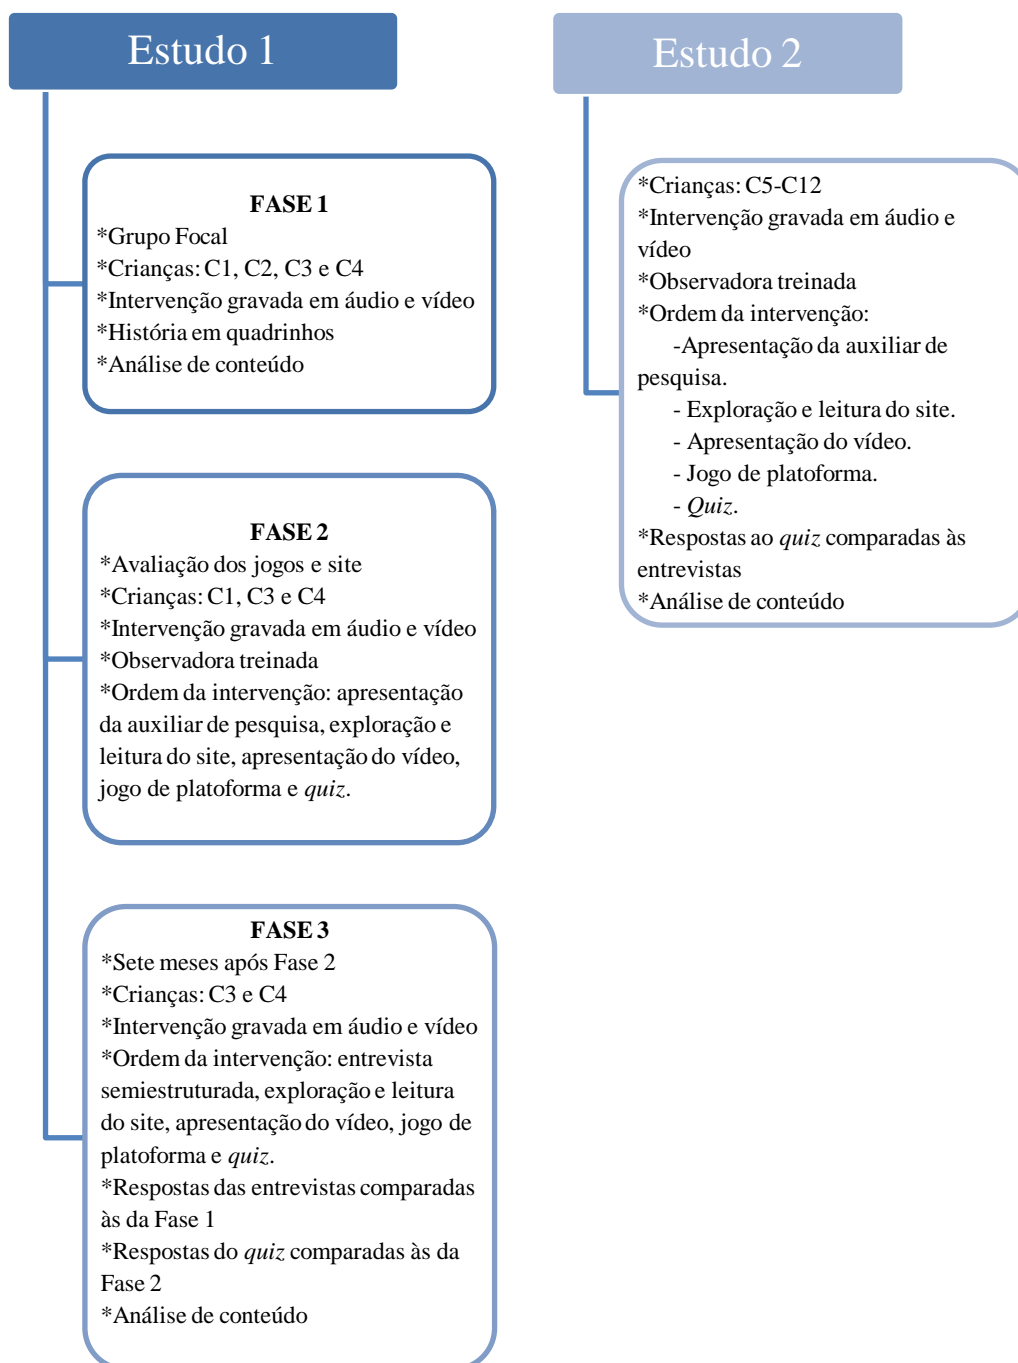 Estudo 1
FASE 1
*Grupo Focal
*Crianças: C1, C2, C3 e C4
*Intervenção gravada em áudio e vídeo
*História em quadrinhos
*Análise de conteúdo
FASE 2
*Avaliação dos jogos e site
*Crianças: C1, C3 e C4
*Intervenção gravada em áudio e vídeo
*Observadora treinada
*Ordem da intervenção: apresentação
da auxiliar de pesquisa, exploração e
leitura do site, apresentação do vídeo,
jogo de platoforma e quiz.
FASE 3
*Sete meses após Fase 2
*Crianças: C3 e C4
*Intervenção gravada em áudio e vídeo
*Ordem da intervenção: entrevista
semiestruturada, exploração e leitura
do site, apresentação do vídeo, jogo de
platoforma e quiz.
*Respostas das entrevistas comparadas
às da Fase 1
*Respostas do quiz comparadas às da
Fase 2
*Análise de conteúdo
Estudo 2
*Crianças: C5-C12
*Intervenção gravada em áudio e
vídeo
*Observadora treinada
*Ordem da intervenção:
-Apresentação da auxiliar de
pesquisa.
- Exploração e leitura do site.
- Apresentação do vídeo.
- Jogo de platoforma.
- Quiz.
*Respostas ao quiz comparadas às
entrevistas
*Análise de conteúdo